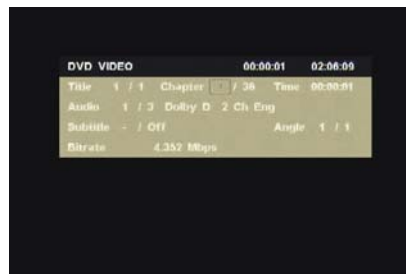 DVD VIDEO 00:00:01 02:06:09
Title 1 / 1 Chapter 1 / 36 Time 00:00:01
Audio 1 / 3 Dolby D 2 Ch Eng
Subtitle - / Off Angle 1 / 1
Bitrate 4.352 Mbps